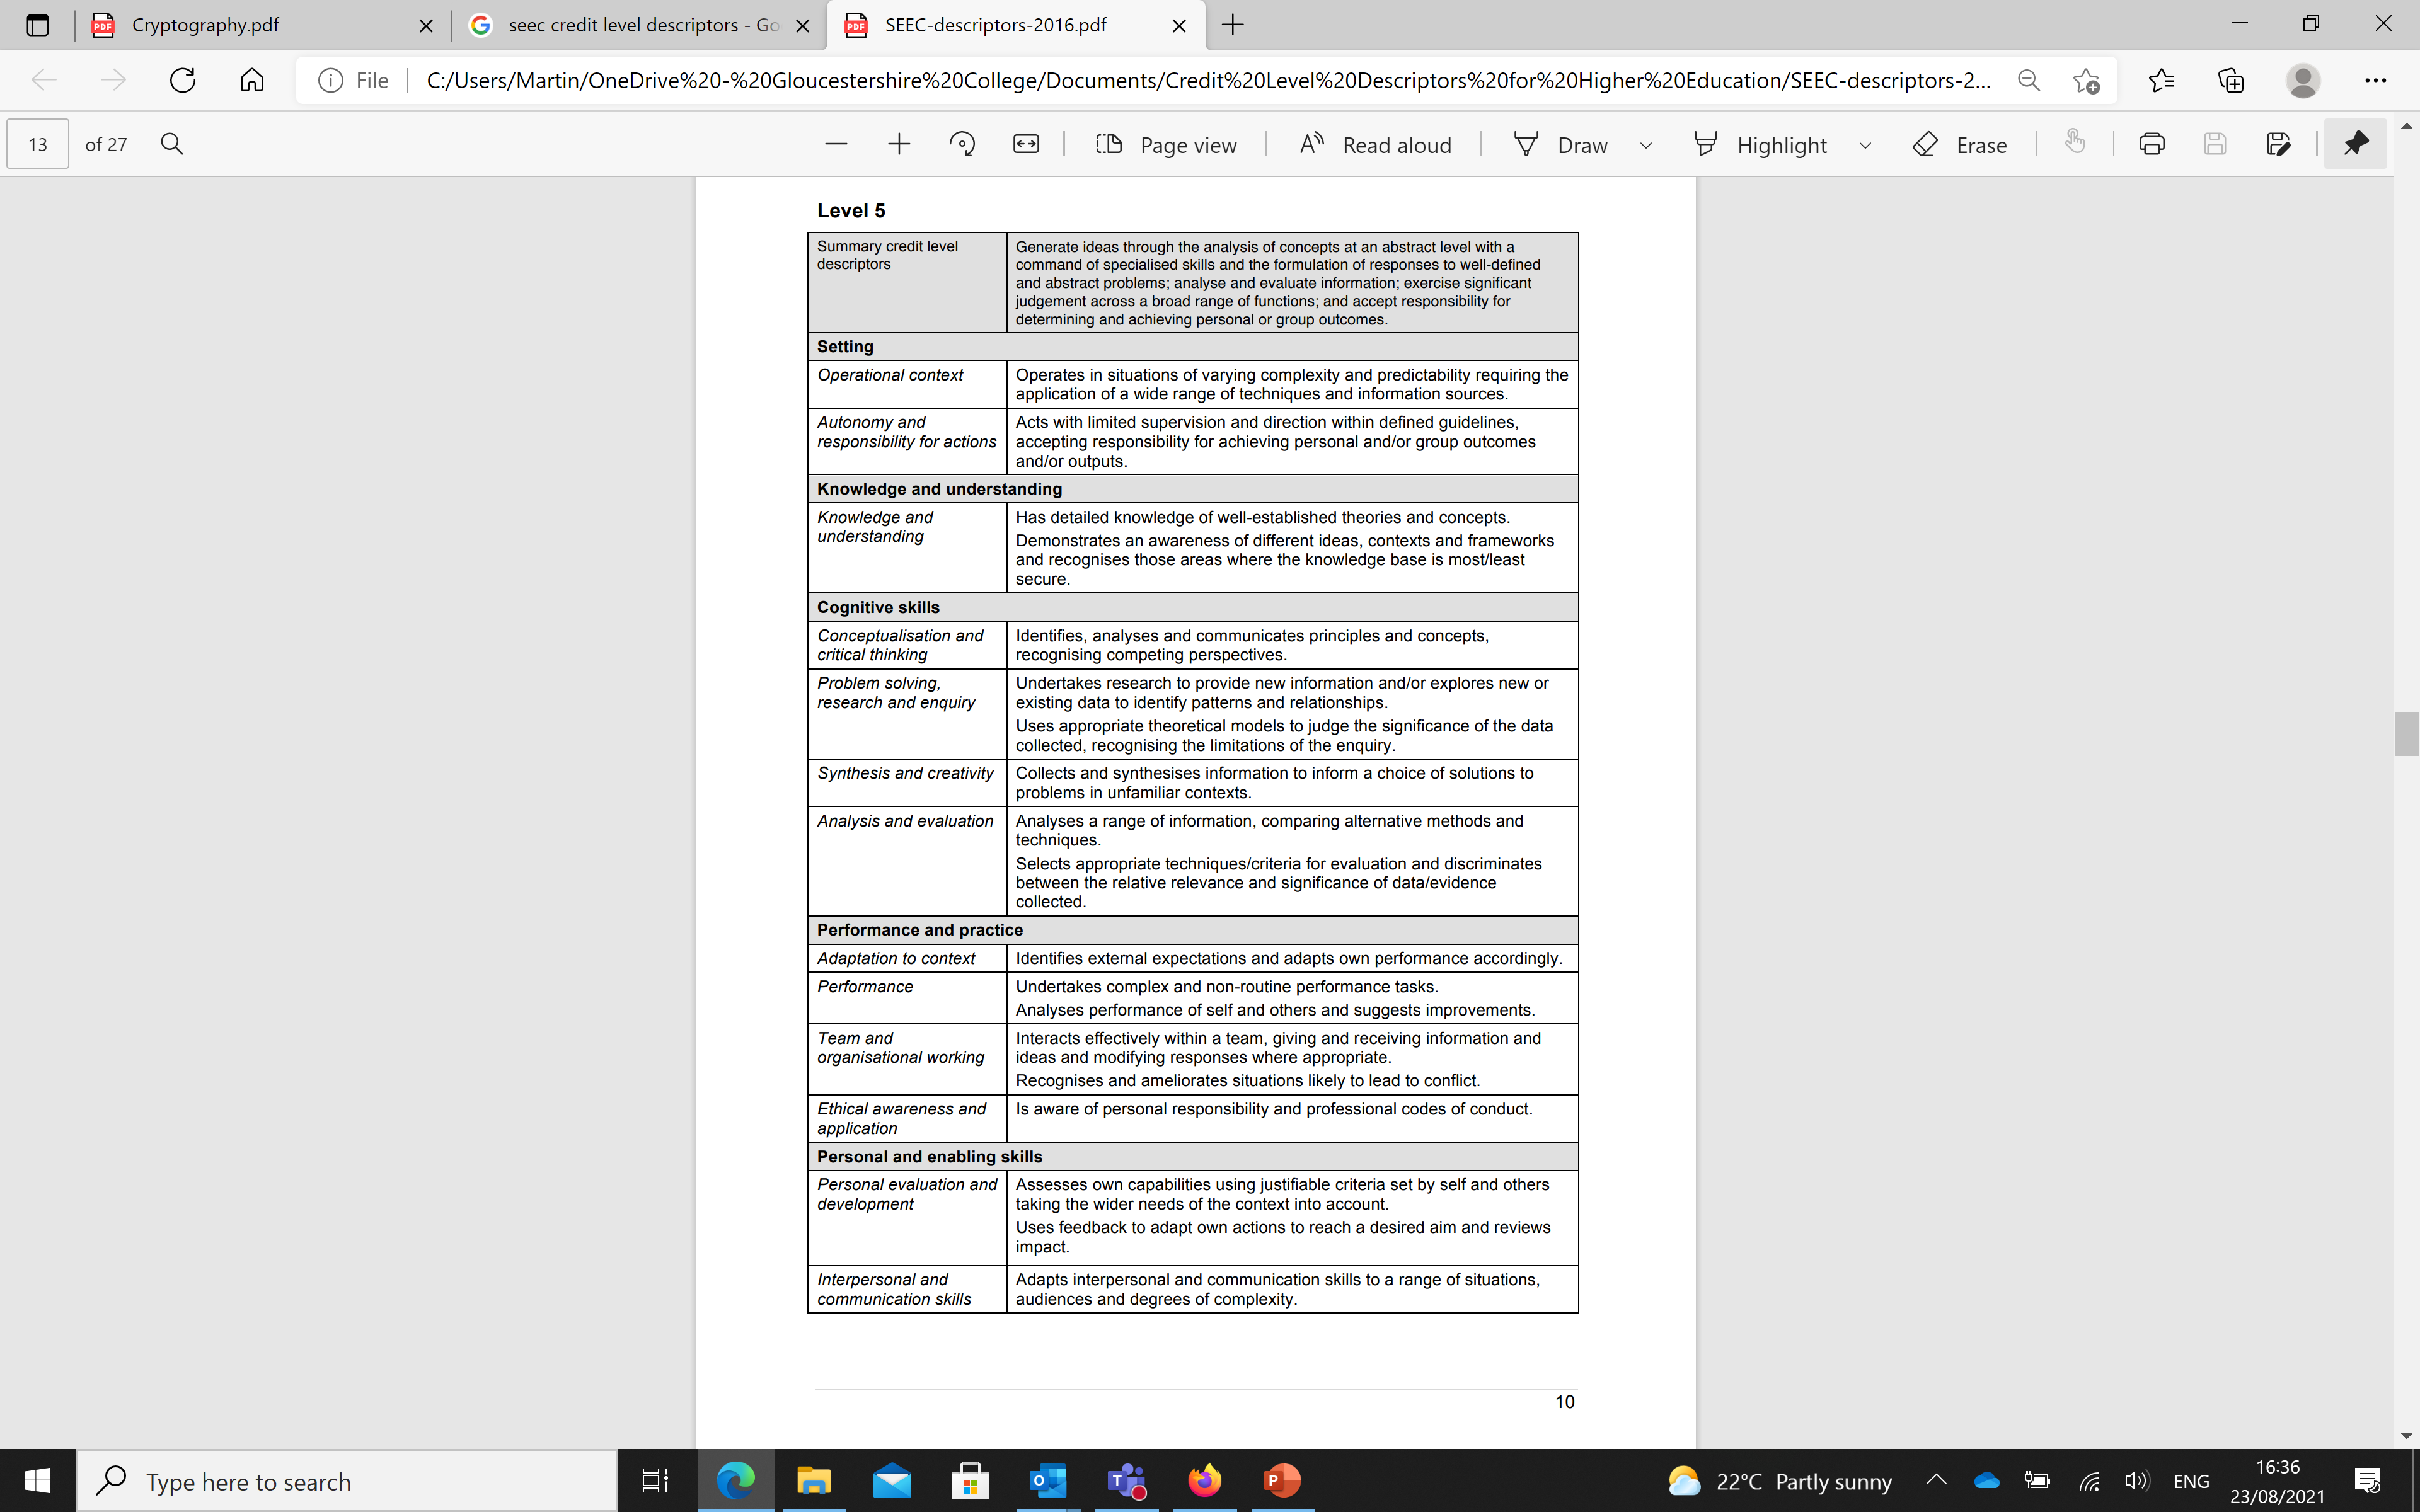 Cryptography.pdf
seec credit level descriptors - Go
SEEC-descriptors-2016.pdf
File
C:/Users/Martin/OneDrive%20-%20Gloucestershire%20College/Documents/Credit%20Level%20Descriptors%20for%20Higher%20Education/SEEC-descriptors-2...
13 of 27
Page view
Read aloud
Draw
Highlight
Erase
Level 5
Summary credit level
descriptors
Generate ideas through the analysis of concepts at an abstract level with a
command of specialised skills and the formulation of responses to well-defined
and abstract problems; analyse and evaluate information; exercise significant
judgement across a broad range of functions; and accept responsibility for
determining and achieving personal or group outcomes.
Setting
Operational context
Operates in situations of varying complexity and predictability requiring the
application of a wide range of techniques and information sources.
Autonomy and
responsibility for actions
Acts with limited supervision and direction within defined guidelines,
accepting responsibility for achieving personal and/or group outcomes
and/or outputs.
Knowledge and understanding
Knowledge and
understanding
Has detailed knowledge of well-established theories and concepts.
Demonstrates an awareness of different ideas, contexts and frameworks
and recognises those areas where the knowledge base is most/least
secure.
Cognitive skills
Conceptualisation and
critical thinking
Identifies, analyses and communicates principles and concepts,
recognising competing perspectives.
Problem solving,
research and enquiry
Undertakes research to provide new information and/or explores new or
existing data to identify patterns and relationships.
Uses appropriate theoretical models to judge the significance of the data
collected, recognising the limitations of the enquiry.
Synthesis and creativity
Collects and synthesises information to inform a choice of solutions to
problems in unfamiliar contexts.
Analysis and evaluation
Analyses a range of information, comparing alternative methods and
techniques.
Selects appropriate techniques/criteria for evaluation and discriminates
between the relative relevance and significance of data/evidence
collected.
Performance and practice
Adaptation to context
Identifies external expectations and adapts own performance accordingly.
Performance
Undertakes complex and non-routine performance tasks.
Analyses performance of self and others and suggests improvements.
Team and
organisational working
Interacts effectively within a team, giving and receiving information and
ideas and modifying responses where appropriate.
Recognises and ameliorates situations likely to lead to conflict.
Ethical awareness and
application
Is aware of personal responsibility and professional codes of conduct.
Personal and enabling skills
Personal evaluation and
development
Assesses own capabilities using justifiable criteria set by self and others
taking the wider needs of the context into account.
Uses feedback to adapt own actions to reach a desired aim and reviews
impact.
Interpersonal and
communication skills
Adapts interpersonal and communication skills to a range of situations,
audiences and degrees of complexity.
10
Type here to search
22°C Partly sunny
ENG
16:36
23/08/2021